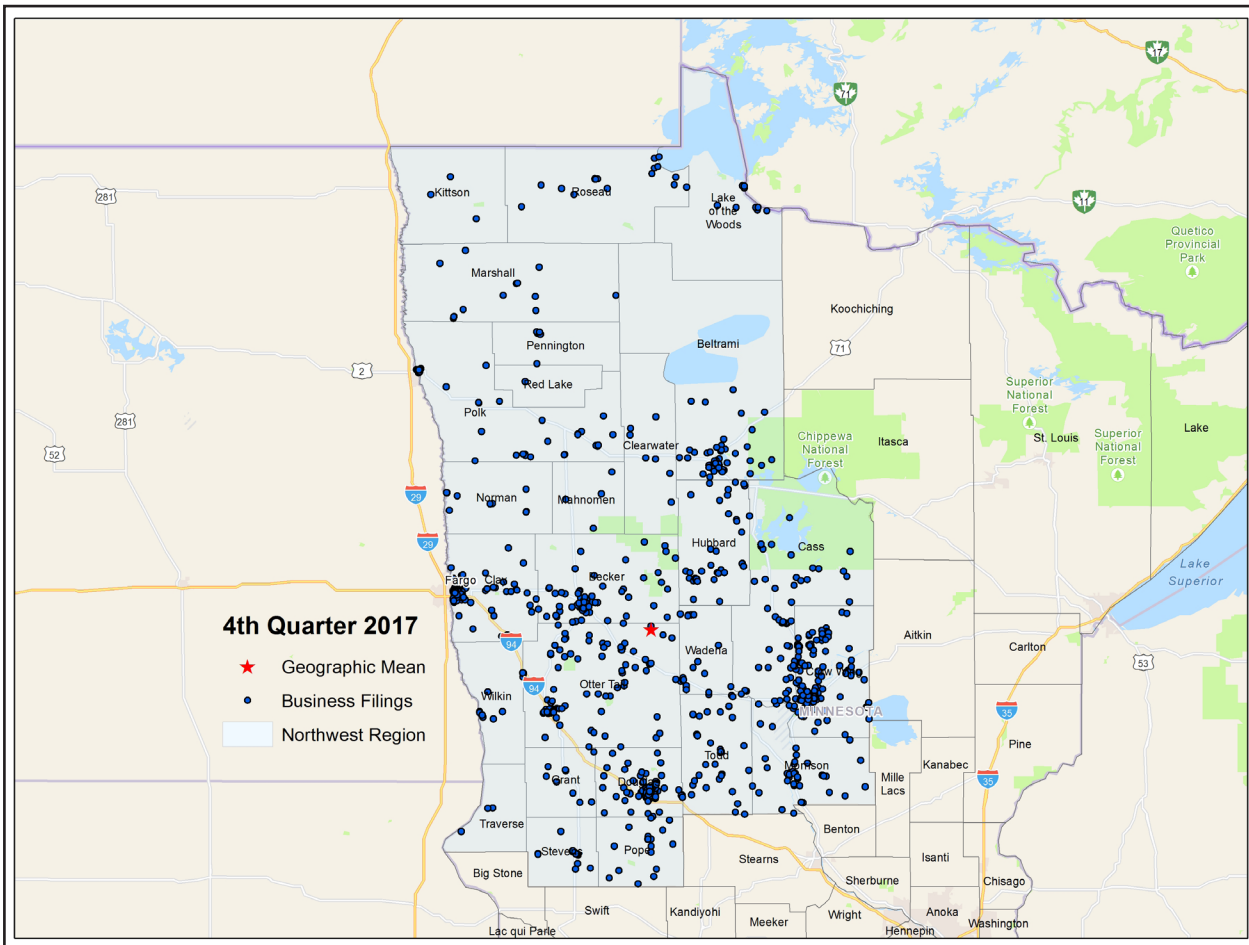 17
71
281
Kittson
Roseau
Lake
of the
Woods
11
Quetico
Provincial
Park
Marshall
Koochiching
Pennington
Beltrami
71
2
Red Lake
Superior
National
Forest
Polk
281
Lake
52
Clearwater
Chippewa
National
Forest
Itasca
St. Louis
Superior
National
Forest
29
Norman
Mahnomen
29
Hubbard
Cass
Lake
Superior
Fargo
Clay
Becker
4th Quarter 2017
94
Aitkin
Carlton
Geographic Mean
Wadena
53
Crow Wing
94
Otter Tail
Business Filings
Wilkin
MINNESOTA
35
Northwest Region
Pine
Todd
Kanabec
Morrison
Mille
Lacs
35
Grant
Douglas
Traverse
Benton
Stevens
Pope
Stearns
Isanti
Big Stone
Sherburne
Chisago
Swift
Kandiyohi
Meeker
Wright
Anoka
Hennepin
Washington
Lac qui Parle